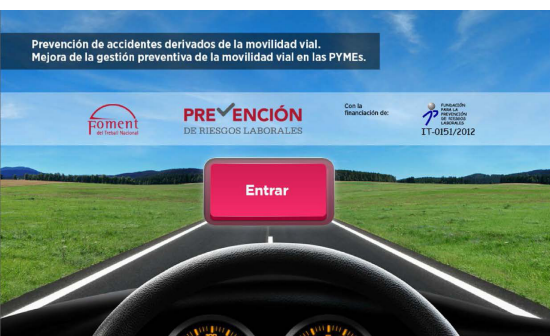 Prevención de accidentes derivados de la movilidad vial.
Mejora de la gestión preventiva de la movilidad vial en las PYMEs.
Foment
del Treball Nacional
PREVENCIÓN
DE RIESGOS LABORALES
Con la
financiación de:
FUNDACIÓN
PARA LA
PREVENCIÓN
DE RIESGOS
LABORALES
IT-0151/2012
Entrar